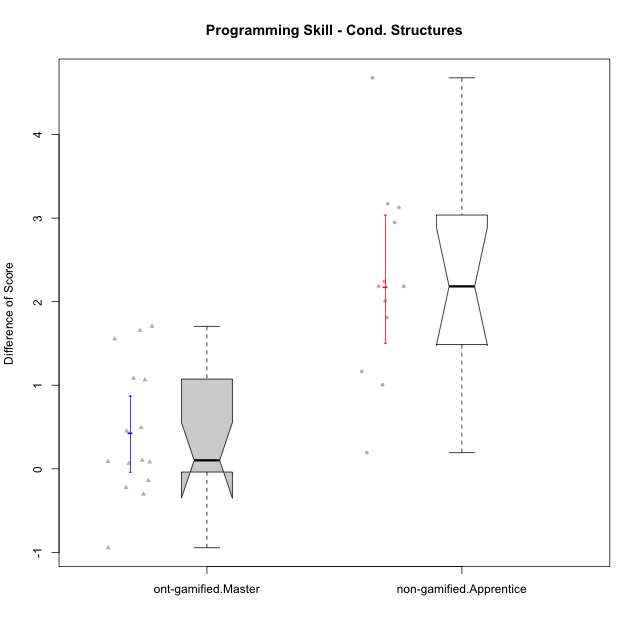 Programming Skill - Cond. Structures
Difference of Score
4
3
2
1
0
-1
ont-gamified.Master
non-gamified.Apprentice